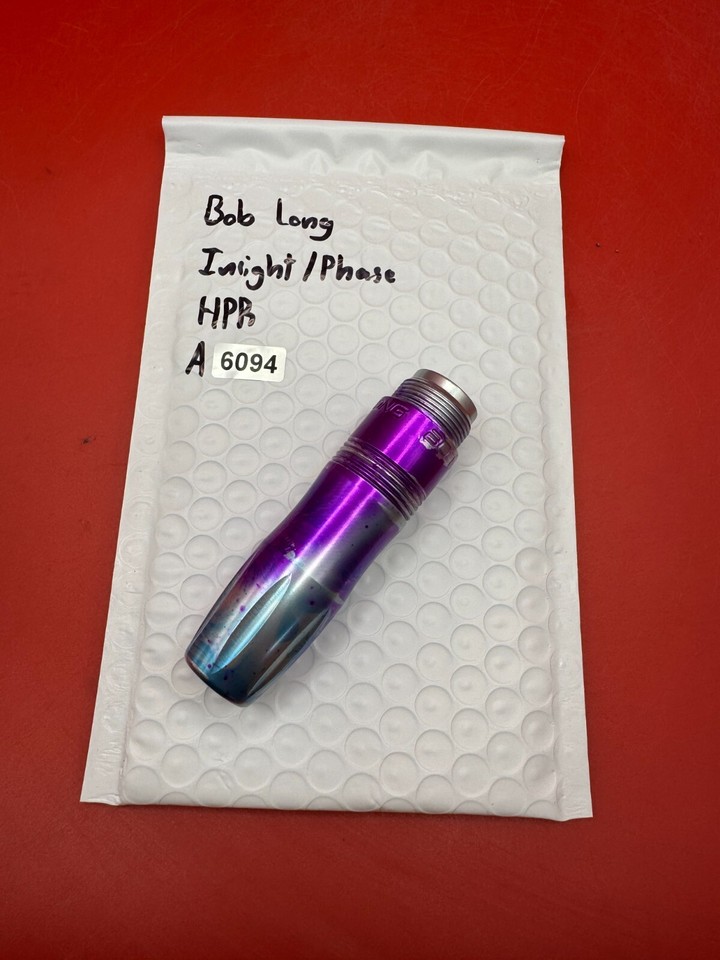 Bob Long
Insight/Phase
HPR
A 6094